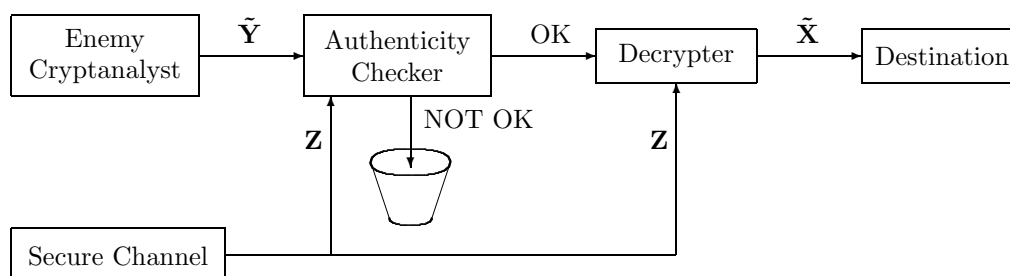 Enemy
Cryptanalyst
Ỹ
Authenticity
Checker
OK
Decrypter
X̃
Destination
NOT OK
Z
Z
Secure Channel